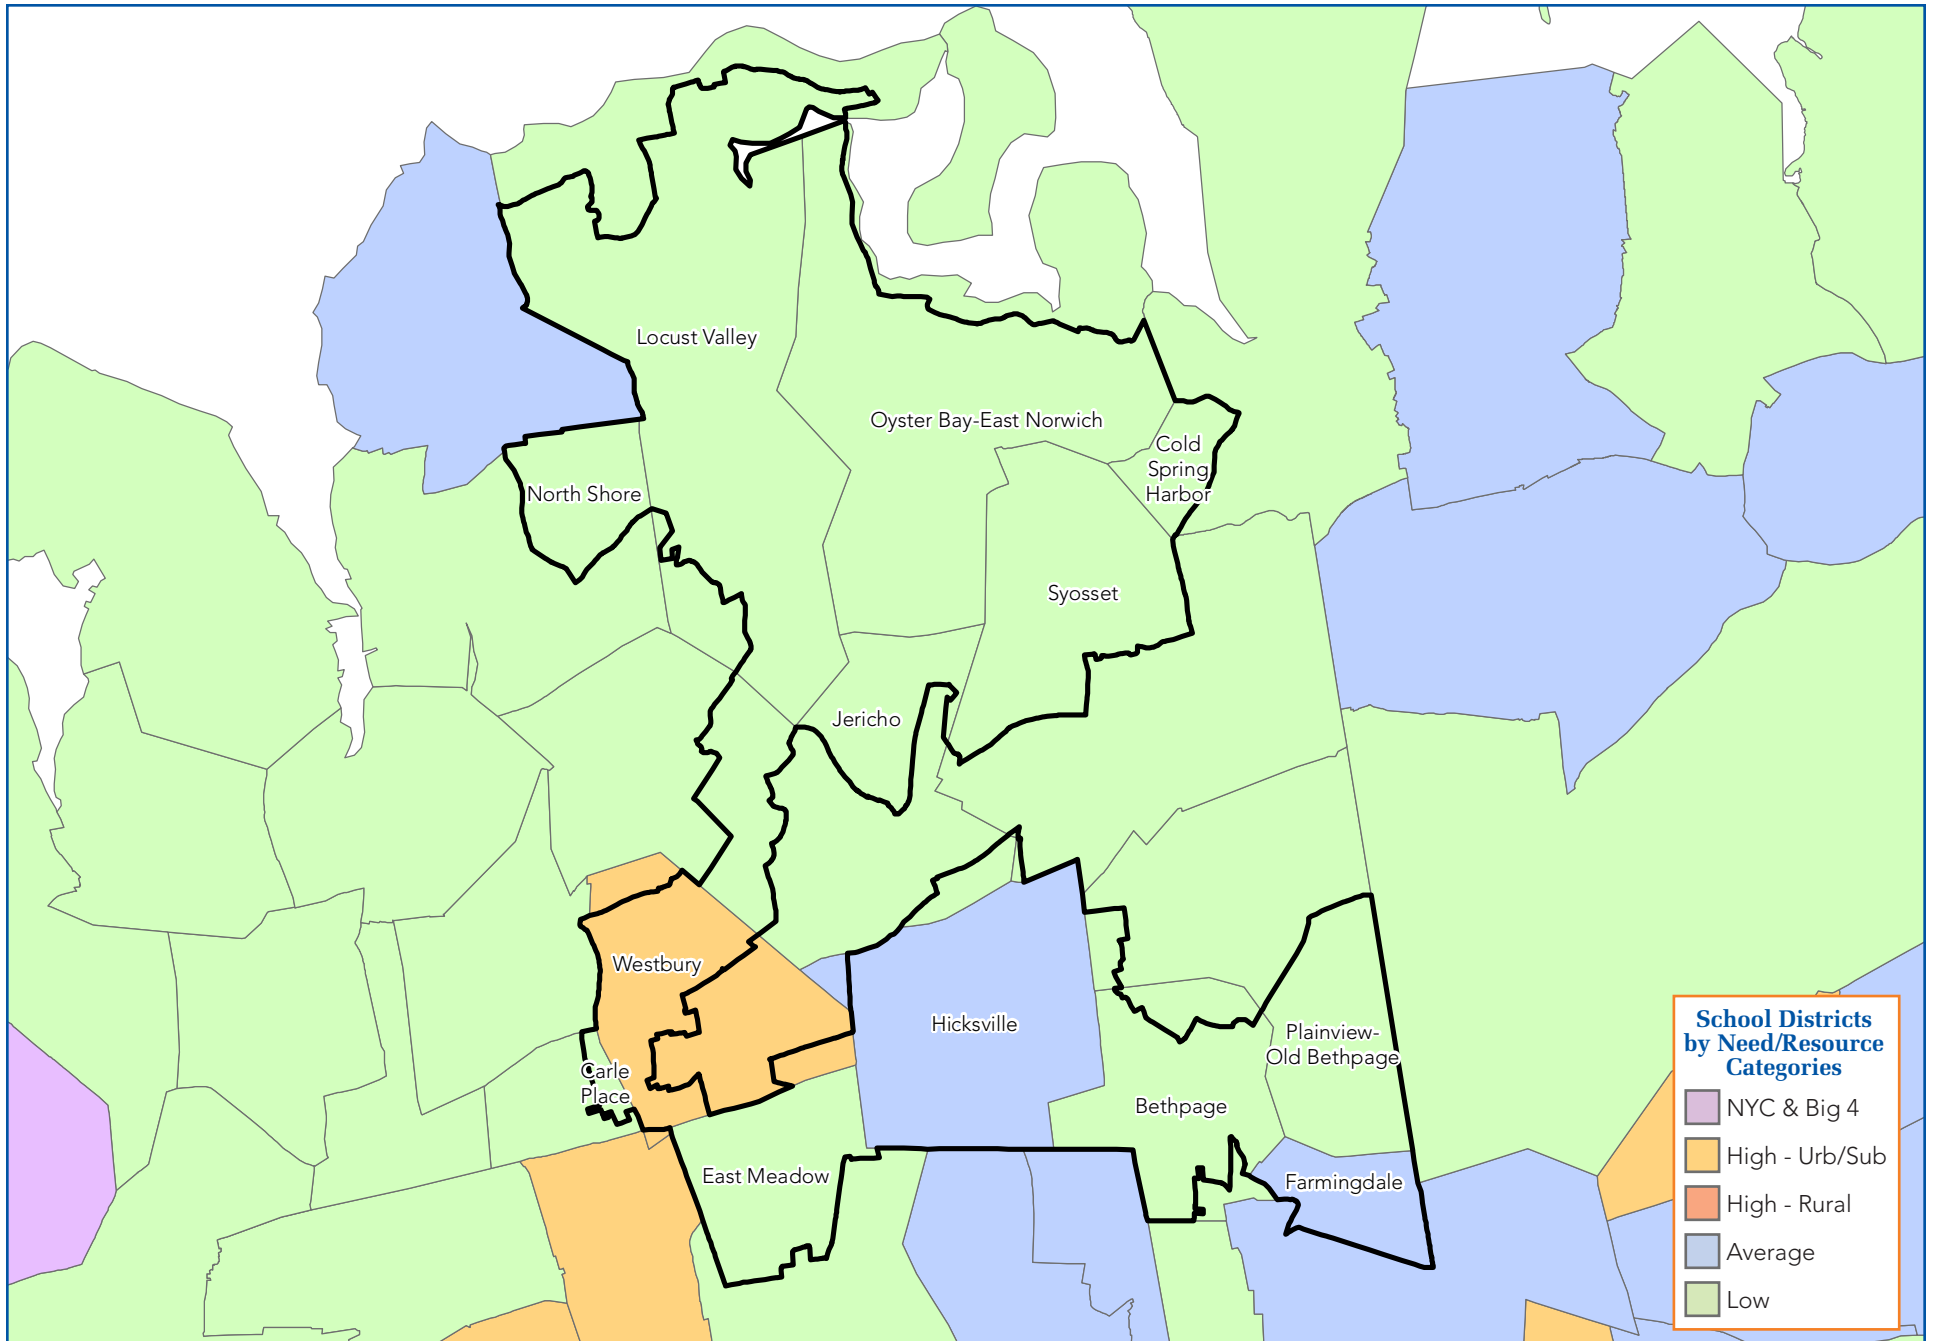 Locust Valley
Oyster Bay-East Norwich
Cold
Spring
Harbor
North Shore
Syosset
Jericho
Westbury
Hicksville
Plainview-
Old Bethpage
Carle
Place
Bethpage
East Meadow
Farmingdale
School Districts
by Need/Resource
Categories
NYC & Big 4
High - Urb/Sub
High - Rural
Average
Low